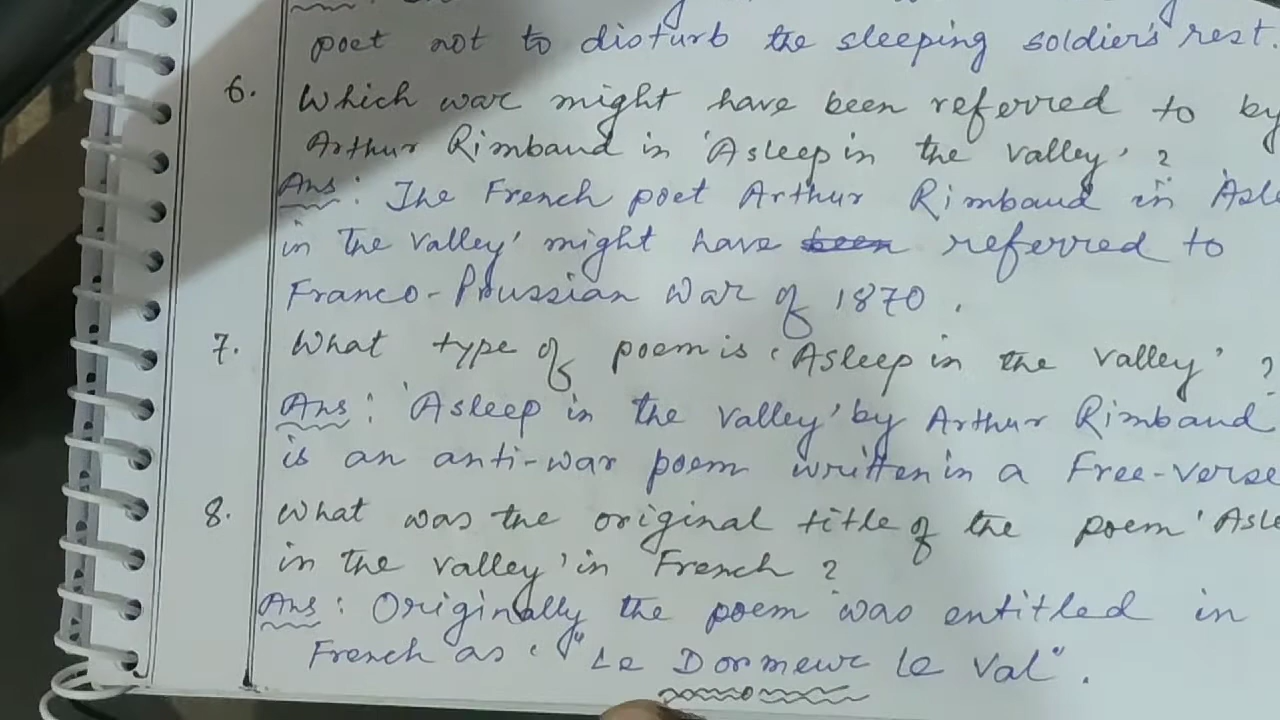 poet not to disturb the sleeping soldier's rest.
6. Which war might have been referred to by
Arthur Rimbaud in 'Asleep in the valley' ?
Ans : The French poet Arthur Rimbaud in 'Asle
in the valley' might have been referred to
Franco-Prussian war of 1870 .
7. What type of poem is 'Asleep in the valley' ?
Ans : 'Asleep in the valley' by Arthur Rimbaud
is an anti-war poem written in a Free-verse
8. What was the original title of the poem 'Asle
in the valley' in French ?
Ans : Originally the poem was entitled in
French as : "Le Dormeur le Val".